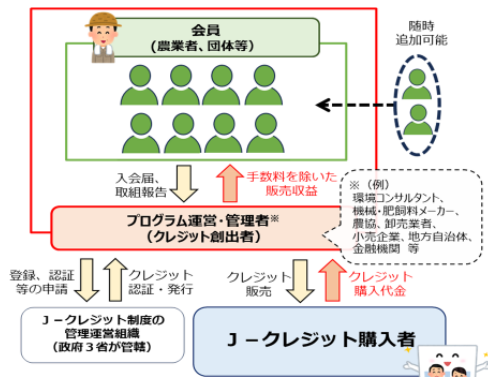 会員
(農業者、団体等)
随時
追加可能
入会届、
取組報告
手数料を除いた
販売収益
プログラム運営・管理者※
(クレジット創出者)
※(例)
環境コンサルタント、
機械・肥飼料メーカー、
農協、卸売業者、
小売企業、地方自治体、
金融機関 等
登録、認証
等の申請
クレジット
認証・発行
クレジット
販売
クレジット
購入代金
J-クレジット制度の
管理運営組織
(政府3省が管轄)
J-クレジット購入者